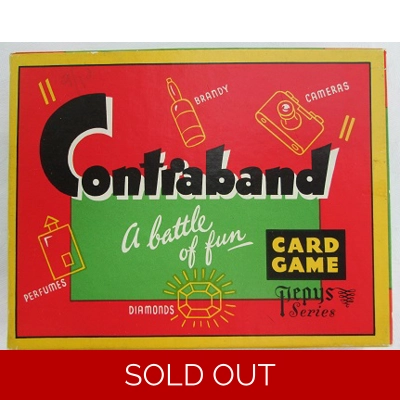 BRANDY
CAMERAS
"Contraband"
A battle
of fun
CARD
GAME
PERFUMES
DIAMONDS
Pepys
Series
SOLD OUT